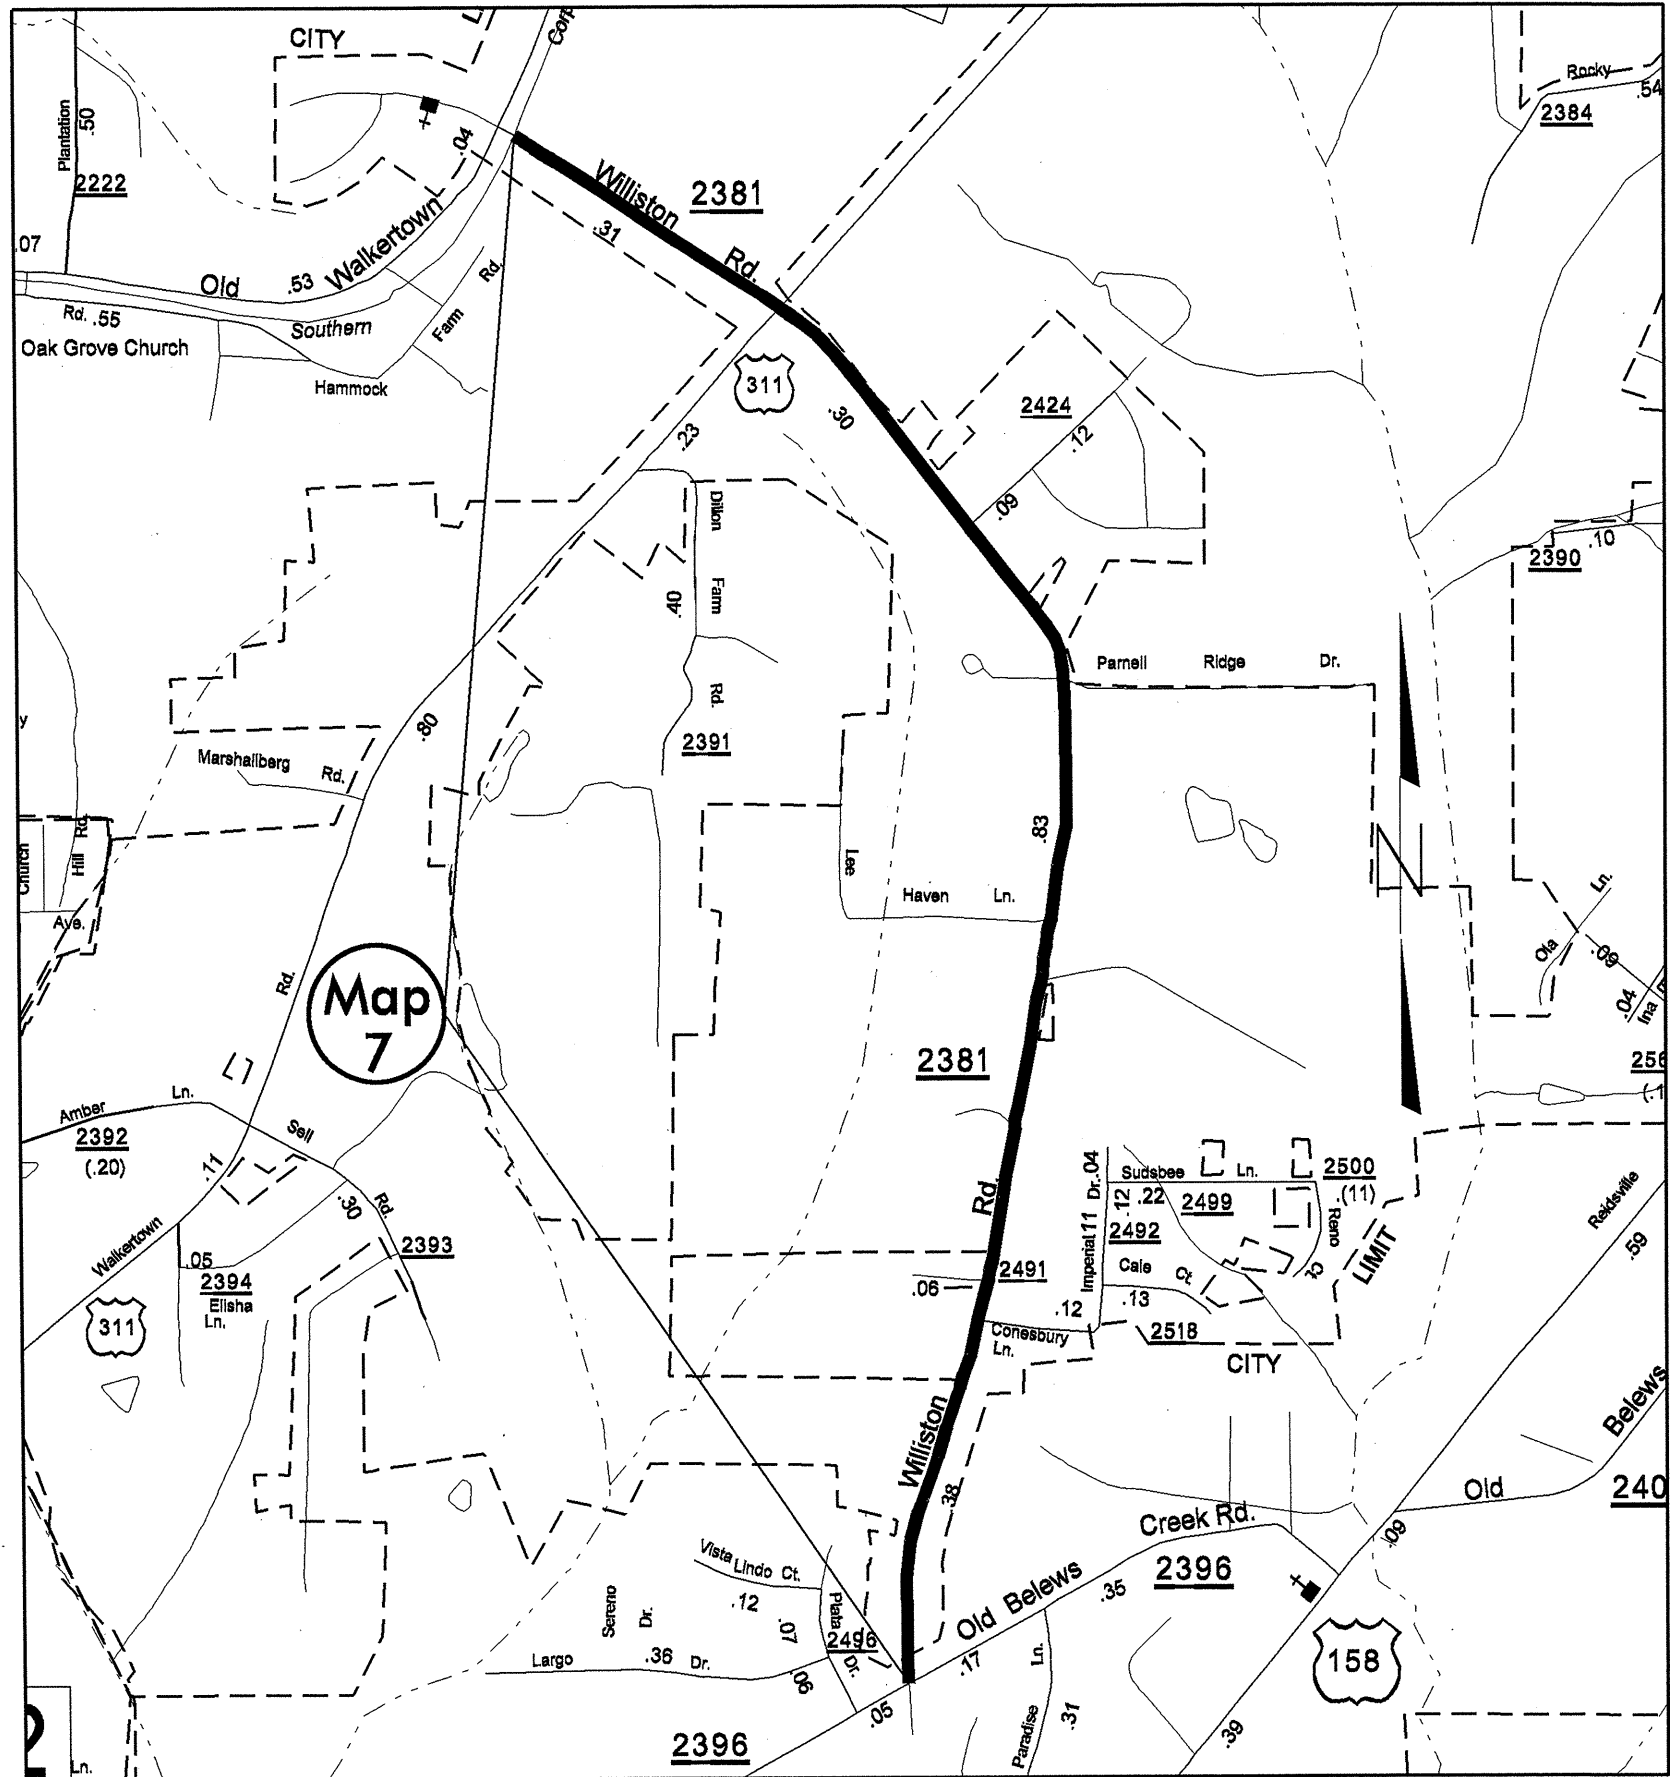 CITY
Plantation
.50
2222
.04
Williston
2381
.31
Rd.
Rocky
.54
2384
.07
Old
.53
Walkertown
Rd. .55
Southern
Farm
Rd.
Oak Grove Church
Hammock
311
.30
.23
2424
.12
.09
Dillon
Farm
Rd.
.40
2391
2390
.10
Parnell Ridge Dr.
.80
Marshallberg Rd.
y
Church
Hill
Rd.
Ave.
.83
Lee
Haven Ln.
N
Ola
Ln.
.09
.04
Ina
Map
7
Rd.
2381
256
(.1
Amber Ln.
2392
(.20)
Sell
Rd.
.11
.30
Walkertown
.05
2394
Elisha
Ln.
2393
311
Rd.
Imperial 11 Dr.
.04
Sudsbee Ln.
.12
.22
2499
2500
.(11)
Reno
Ct.
2492
2491
.06
Cale Ct.
.13
.12
Conesbury
Ln.
2518
CITY
LIMIT
Reidsville
.59
Williston
.38
Belews
Old
240
.09
Creek Rd.
2396
Old Belews
.35
.17
Vista Lindo Ct.
.12
Sereno
Dr.
.07
Plata
Dr.
2496
Largo .36 Dr.
.06
.05
2396
Paradise
Ln.
.31
158
.39
2
Ln.